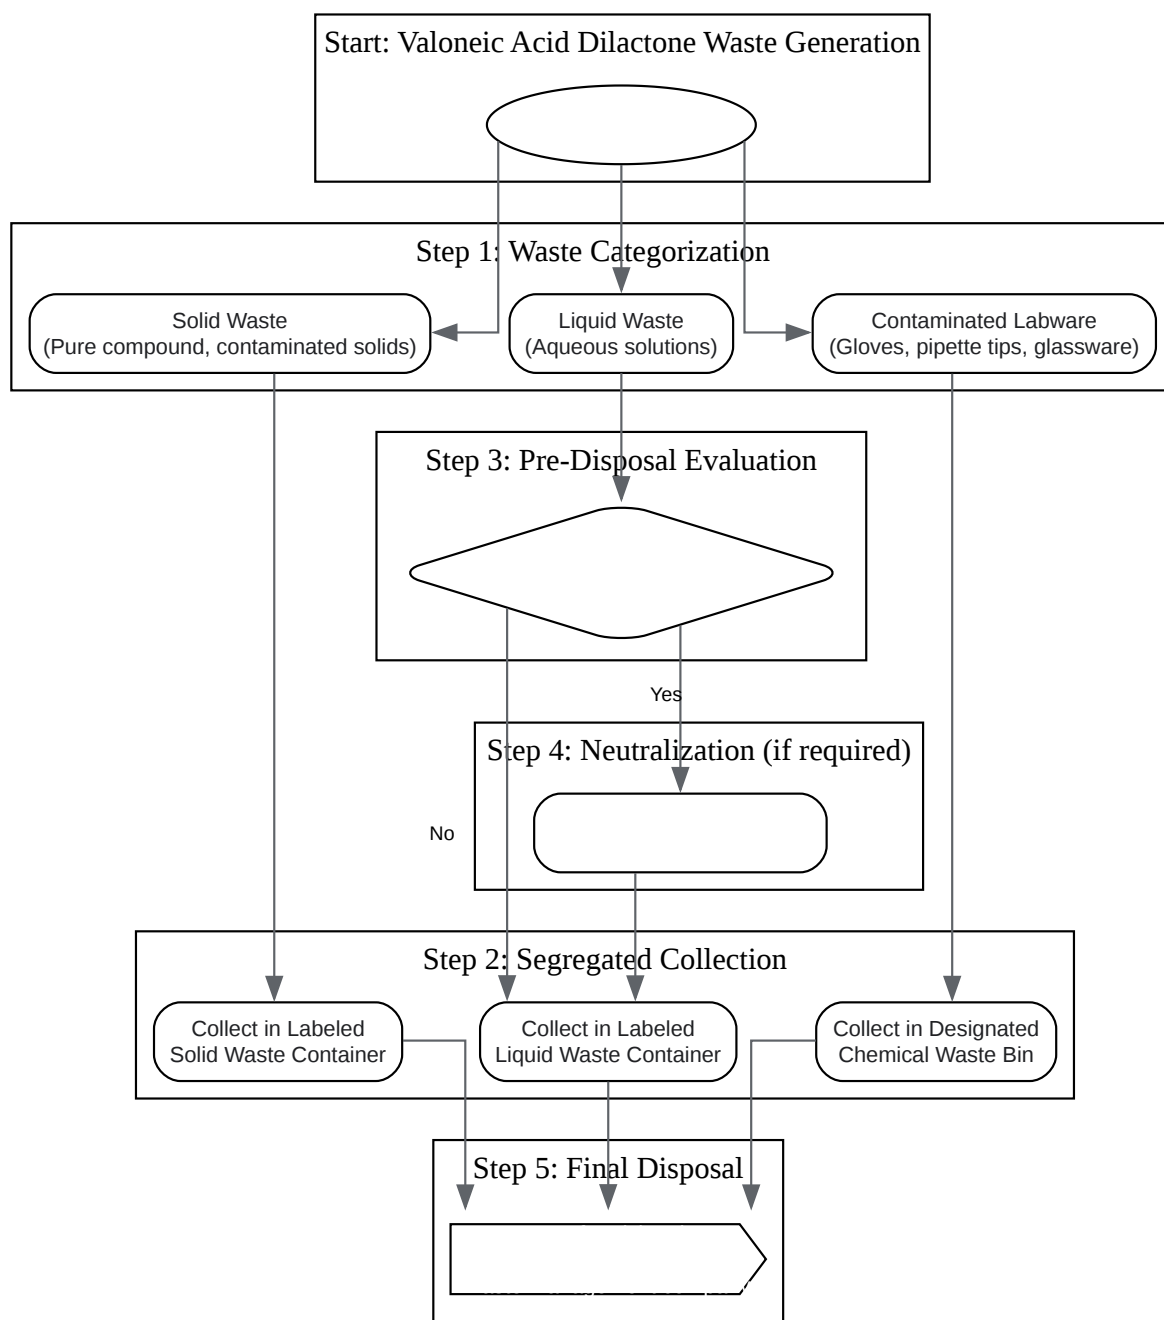 Start: Valoneic Acid Dilactone Waste Generation
Step 1: Waste Categorization
Solid Waste
(Pure compound, contaminated solids)
Liquid Waste
(Aqueous solutions)
Contaminated Labware
(Gloves, pipette tips, glassware)
Step 3: Pre-Disposal Evaluation
Yes
Step 4: Neutralization (if required)
No
Step 2: Segregated Collection
Collect in Labeled
Solid Waste Container
Collect in Labeled
Liquid Waste Container
Collect in Designated
Chemical Waste Bin
Step 5: Final Disposal